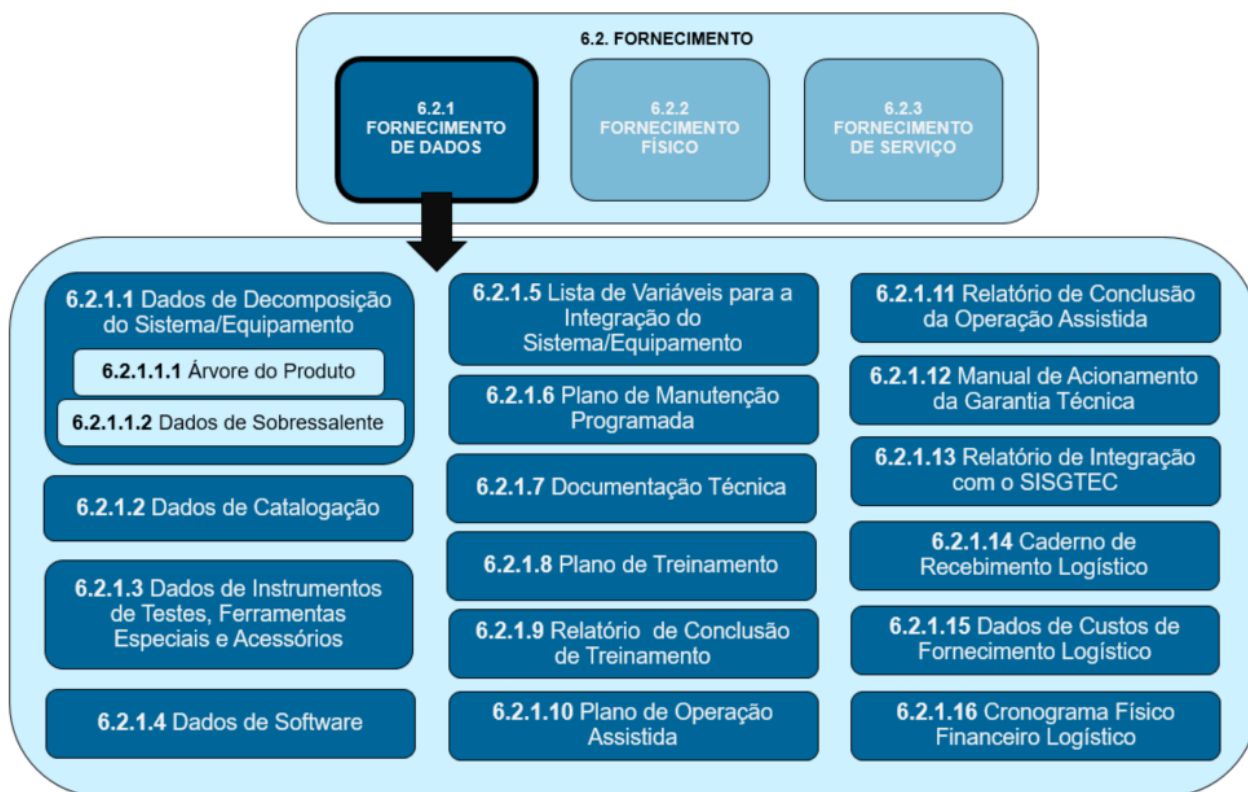 6.2. FORNECIMENTO
6.2.1
FORNECIMENTO
DE DADOS
6.2.2
FORNECIMENTO
FÍSICO
6.2.3
FORNECIMENTO
DE SERVIÇO
6.2.1.1 Dados de Decomposição
do Sistema/Equipamento
6.2.1.1.1 Árvore do Produto
6.2.1.1.2 Dados de Sobressalente
6.2.1.2 Dados de Catalogação
6.2.1.3 Dados de Instrumentos
de Testes, Ferramentas
Especiais e Acessórios
6.2.1.4 Dados de Software
6.2.1.5 Lista de Variáveis para a
Integração do
Sistema/Equipamento
6.2.1.6 Plano de Manutenção
Programada
6.2.1.7 Documentação Técnica
6.2.1.8 Plano de Treinamento
6.2.1.9 Relatório de Conclusão
de Treinamento
6.2.1.10 Plano de Operação
Assistida
6.2.1.11 Relatório de Conclusão
da Operação Assistida
6.2.1.12 Manual de Acionamento
da Garantia Técnica
6.2.1.13 Relatório de Integração
com o SISGTEC
6.2.1.14 Caderno de
Recebimento Logístico
6.2.1.15 Dados de Custos de
Fornecimento Logístico
6.2.1.16 Cronograma Físico
Financeiro Logístico